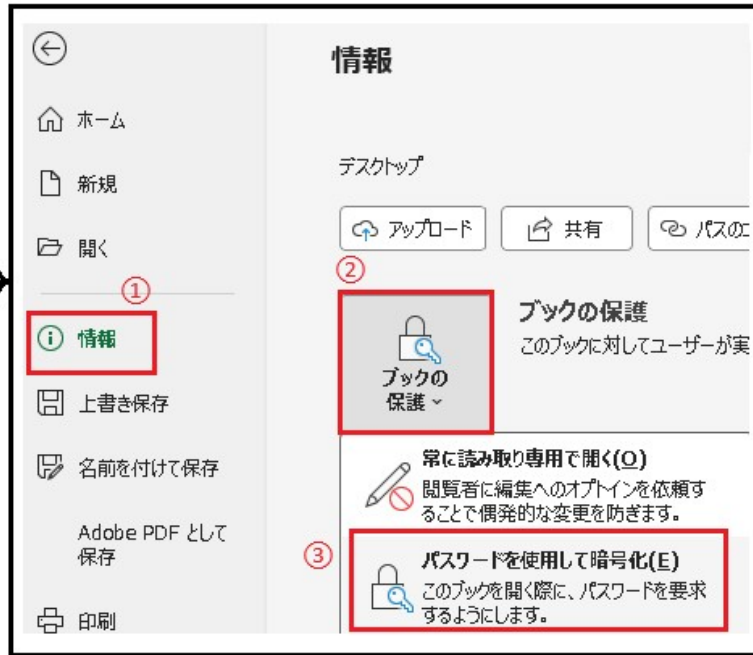 情報
ホーム
新規
開く
①
情報
上書き保存
名前を付けて保存
Adobe PDF として
保存
印刷
デスクトップ
アップロード
共有
パスの
②
ブックの
保護
ブックの保護
このブックに対してユーザーが実
常に読み取り専用で開く(O)
閲覧者に編集へのオプトインを依頼す
ることで偶発的な変更を防ぎます。
③
パスワードを使用して暗号化(E)
このブックを開く際に、パスワードを要求
するようにします。